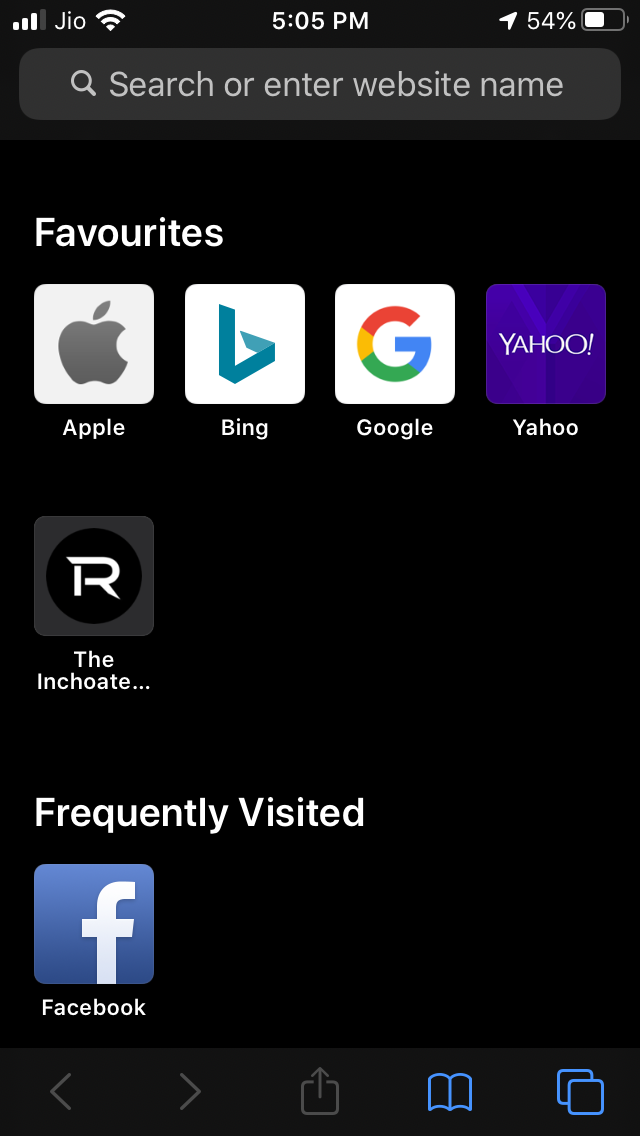 Jio 5:05 PM 54%
Search or enter website name
Favourites
YAHOO!
Apple Bing Google Yahoo
R
The
Inchoate...
Frequently Visited
f
Facebook